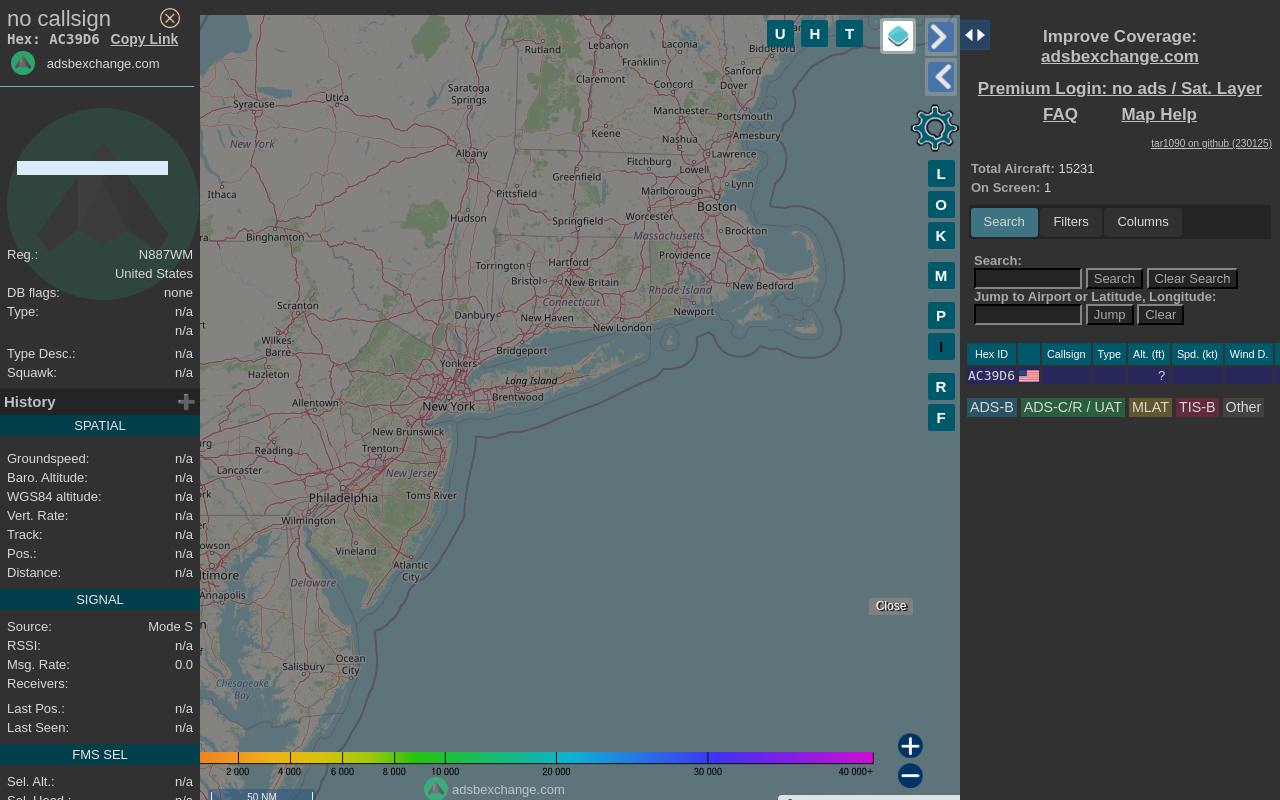 no callsign
Hex: AC39D6 Copy Link
adsbexchange.com
Reg.: N887WM
United States
DB flags: none
Type: n/a
n/a
Type Desc.: n/a
Squawk: n/a
History
SPATIAL
Groundspeed: n/a
Baro. Altitude: n/a
WGS84 altitude: n/a
Vert. Rate: n/a
Track: n/a
Pos.: n/a
Distance: n/a
SIGNAL
Source: Mode S
RSSI: n/a
Msg. Rate: 0.0
Receivers:
Last Pos.: n/a
Last Seen: n/a
FMS SEL
Sel. Alt.: n/a
Sel. Head.: n/a
U H T
L
O
K
M
P
I
R
F
Rutland
Lebanon
Laconia
Biddeford
Franklin
Sanford
Claremont
Concord
Dover
Saratoga
Springs
Utica
Syracuse
Manchester
Portsmouth
Keene
Nashua
Amesbury
New York
Albany
Fitchburg
Lawrence
Lowell
Greenfield
Ithaca
Pittsfield
Marlborough
Lynn
Boston
Hudson
Springfield
Worcester
Massachusetts
Brockton
Binghamton
Providence
Torrington
Hartford
Bristol
New Britain
Rhode Island
New Bedford
Connecticut
Scranton
Danbury
New Haven
New London
Newport
Wilkes-
Barre
Bridgeport
Yonkers
Hazleton
Long Island
Brentwood
Allentown
New York
New Brunswick
Reading
Trenton
Lancaster
New Jersey
Philadelphia
Toms River
Wilmington
Vineland
Atlantic
City
Delaware
Annapolis
Salisbury
Ocean
City
Chesapeake
Bay
Close
2 000 4 000 6 000 8 000 10 000 20 000 30 000 40 000+
adsbexchange.com
50 NM
Improve Coverage:
adsbexchange.com
Premium Login: no ads / Sat. Layer
FAQ Map Help
tar1090 on github (230125)
Total Aircraft: 15231
On Screen: 1
Search Filters Columns
Search:
Search Clear Search
Jump to Airport or Latitude, Longitude:
Jump Clear
Hex ID Callsign Type Alt. (ft) Spd. (kt) Wind D.
AC39D6 ?
ADS-B ADS-C/R / UAT MLAT TIS-B Other